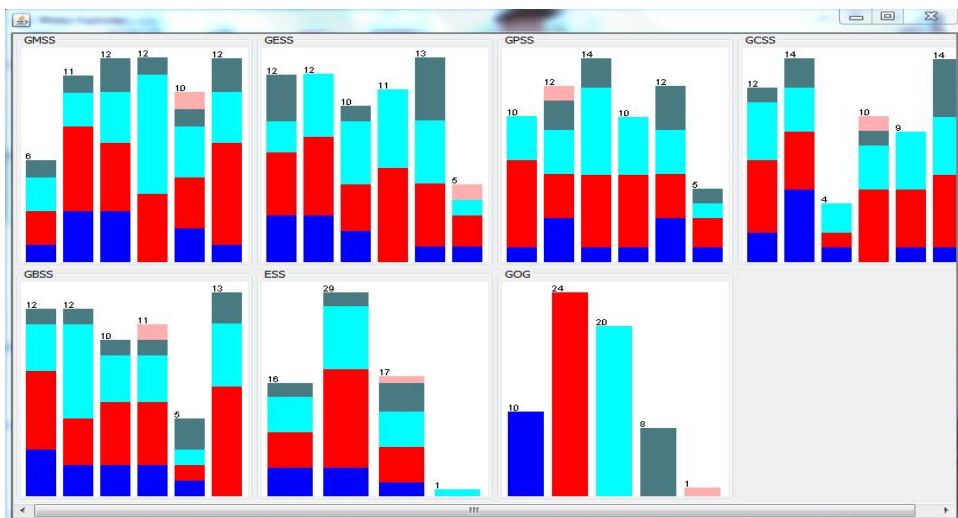 GMSS
6 11 12 12 10 12
GESS
12 12 10 11 13 5
GPSS
10 12 14 10 12 5
GCSS
12 14 4 10 9 14
GBSS
12 12 10 11 5 13
ESS
16 29 17 1
GOG
10 24 20 8 1